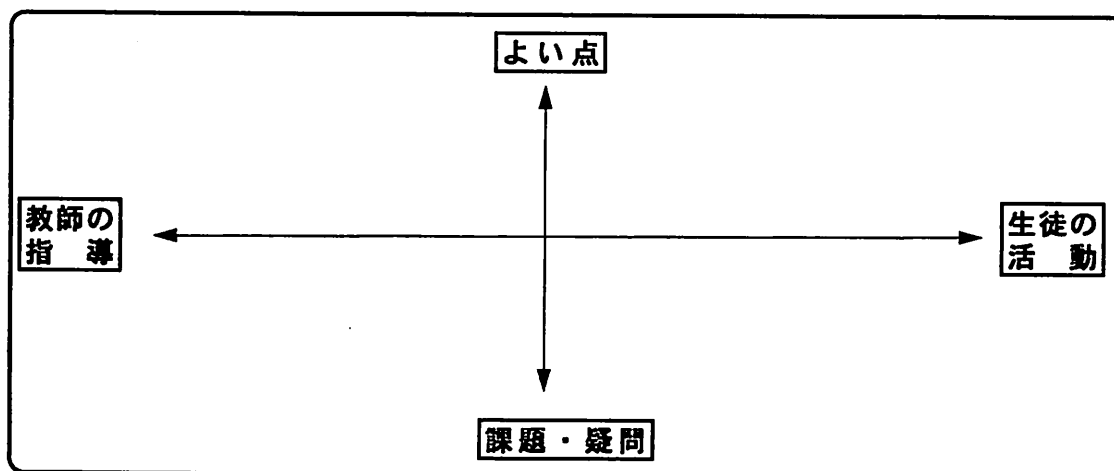 よい点
教師の
指導
生徒の
活動
課題・疑問